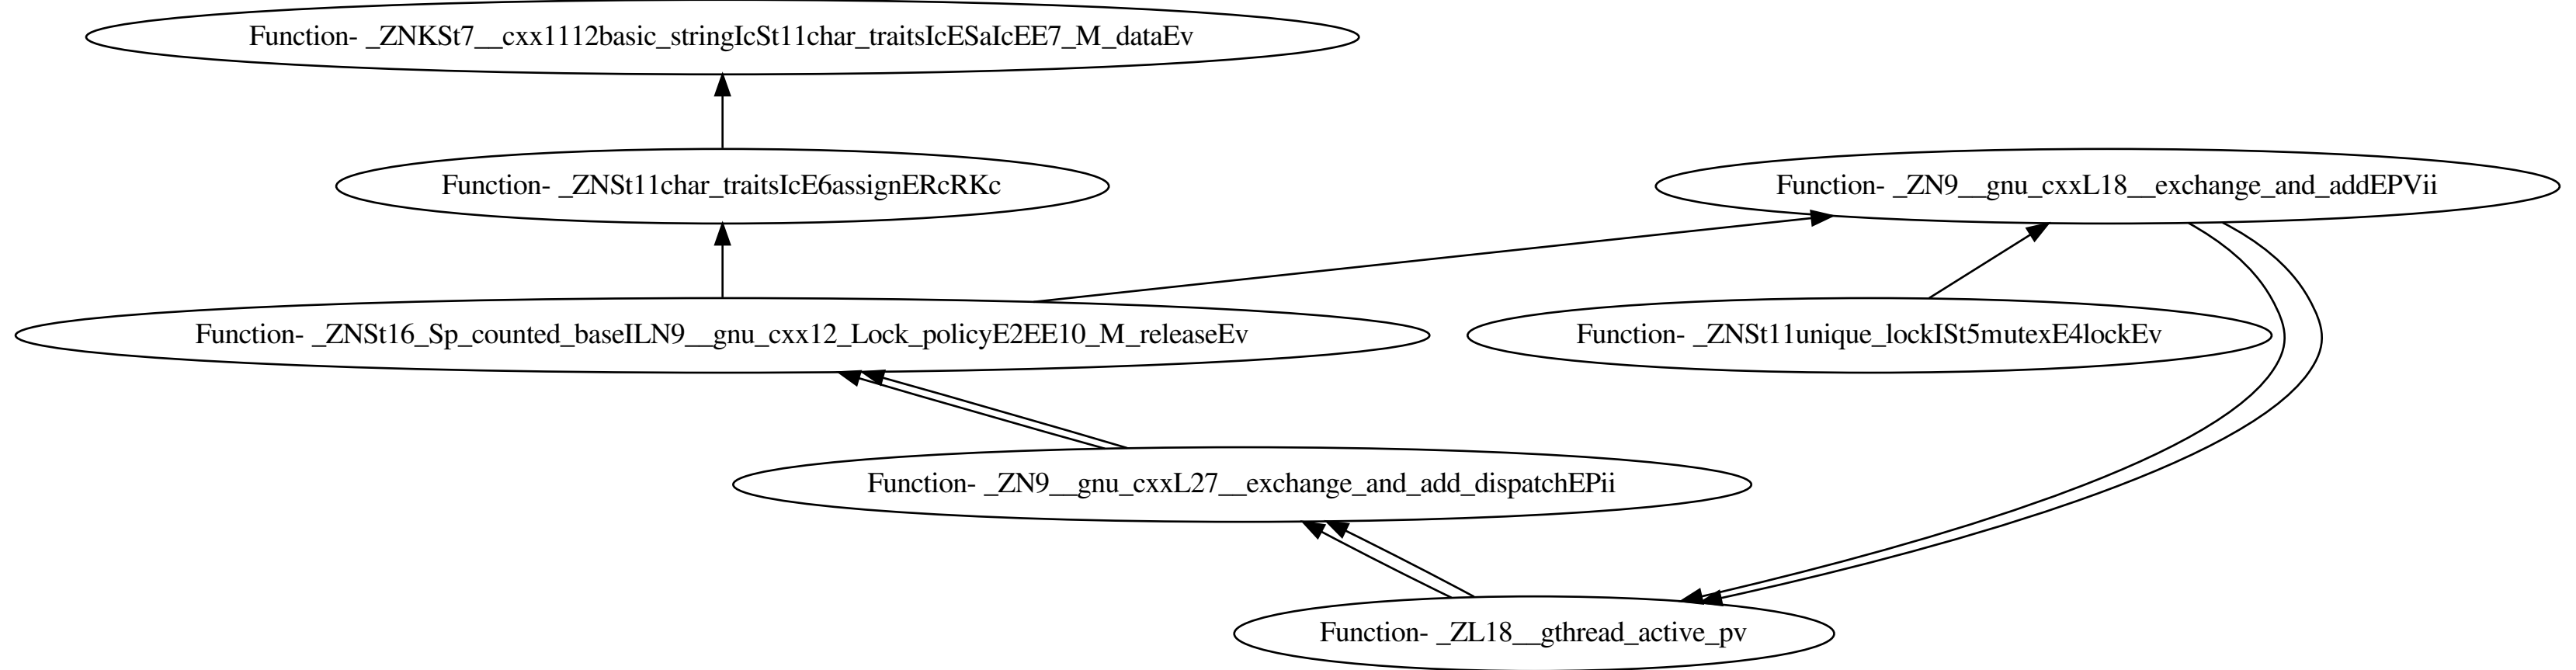 Function- _ZNKSt7__cxx1112basic_stringIcSt11char_traitsIcESaIcEE7_M_dataEv
Function- _ZNSt11char_traitsIcE6assignERcRKc
Function- _ZN9__gnu_cxxL18__exchange_and_addEPVii
Function- _ZNSt16_Sp_counted_baseILN9__gnu_cxx12_Lock_policyE2EE10_M_releaseEv
Function- _ZNSt11unique_lockISt5mutexE4lockEv
Function- _ZN9__gnu_cxxL27__exchange_and_add_dispatchEPii
Function- _ZL18__gthread_active_pv